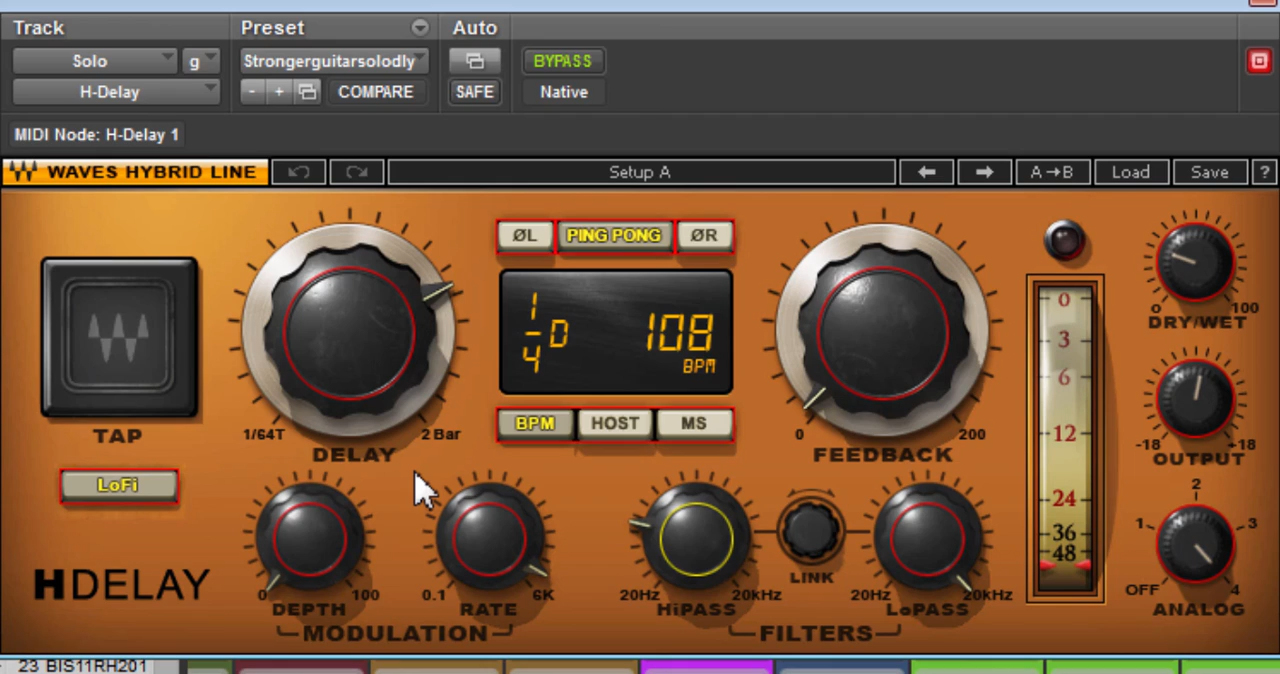 Track Preset Auto
Solo g Strongerguitarsolodly BYPASS
H-Delay - + COMPARE SAFE Native
MIDI Node: H-Delay 1
WAVES HYBRID LINE Setup A A→B Load Save ?
ØL PING PONG ØR
1/4 D 108 BPM
BPM HOST MS
TAP
LoFi
1/64T 2 Bar
DELAY
0 200
FEEDBACK
0 3 6 12 24 36 48
0 100
DRY/WET
-18 +18
OUTPUT
OFF 1 2 3 4
ANALOG
HDELAY
0 100 0.1 6K
DEPTH RATE
MODULATION
20Hz 20kHz LINK 20Hz 20kHz
HiPASS LoPASS
FILTERS
23 BIS11RH201